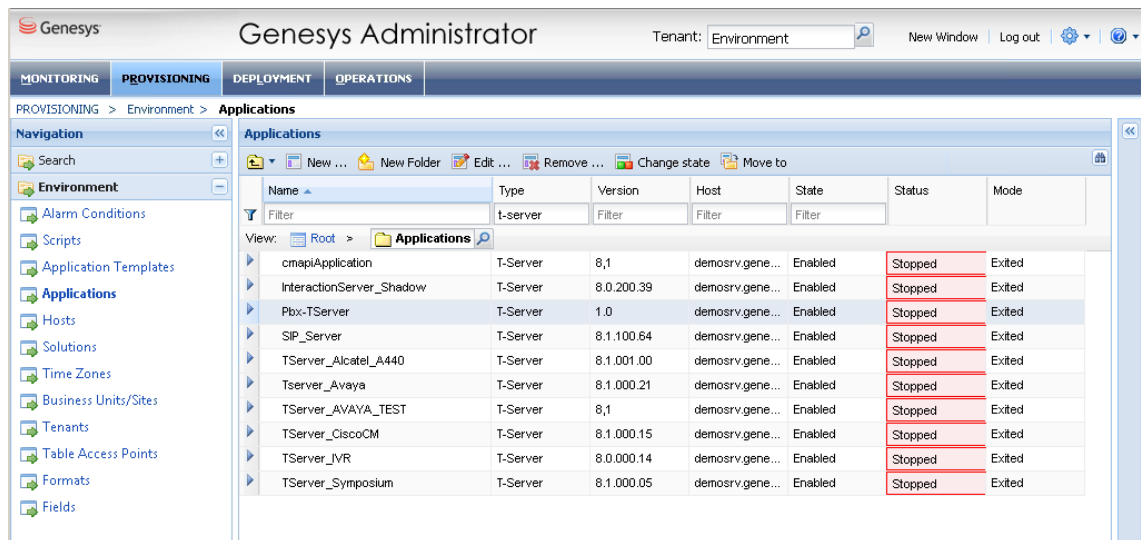 Genesys
Genesys Administrator
Tenant: Environment
New Window | Log out
MONITORING PROVISIONING DEPLOYMENT OPERATIONS
PROVISIONING > Environment > Applications
Navigation
Search
Environment
Alarm Conditions
Scripts
Application Templates
Applications
Hosts
Solutions
Time Zones
Business Units/Sites
Tenants
Table Access Points
Formats
Fields
Applications
New ... New Folder Edit ... Remove ... Change state Move to
Name Type Version Host State Status Mode
Filter t-server Filter Filter Filter
View: Root > Applications
cmapiApplication T-Server 8,1 demosrv.gene... Enabled Stopped Exited
InteractionServer_Shadow T-Server 8.0.200.39 demosrv.gene... Enabled Stopped Exited
Pbx-TServer T-Server 1.0 demosrv.gene... Enabled Stopped Exited
SIP_Server T-Server 8.1.100.64 demosrv.gene... Enabled Stopped Exited
TServer_Alcatel_A440 T-Server 8.1.001.00 demosrv.gene... Enabled Stopped Exited
Tserver_Avaya T-Server 8.1.000.21 demosrv.gene... Enabled Stopped Exited
TServer_AVAYA_TEST T-Server 8,1 demosrv.gene... Enabled Stopped Exited
TServer_CiscoCM T-Server 8.1.000.15 demosrv.gene... Enabled Stopped Exited
TServer_IVR T-Server 8.0.000.14 demosrv.gene... Enabled Stopped Exited
TServer_Symposium T-Server 8.1.000.05 demosrv.gene... Enabled Stopped Exited